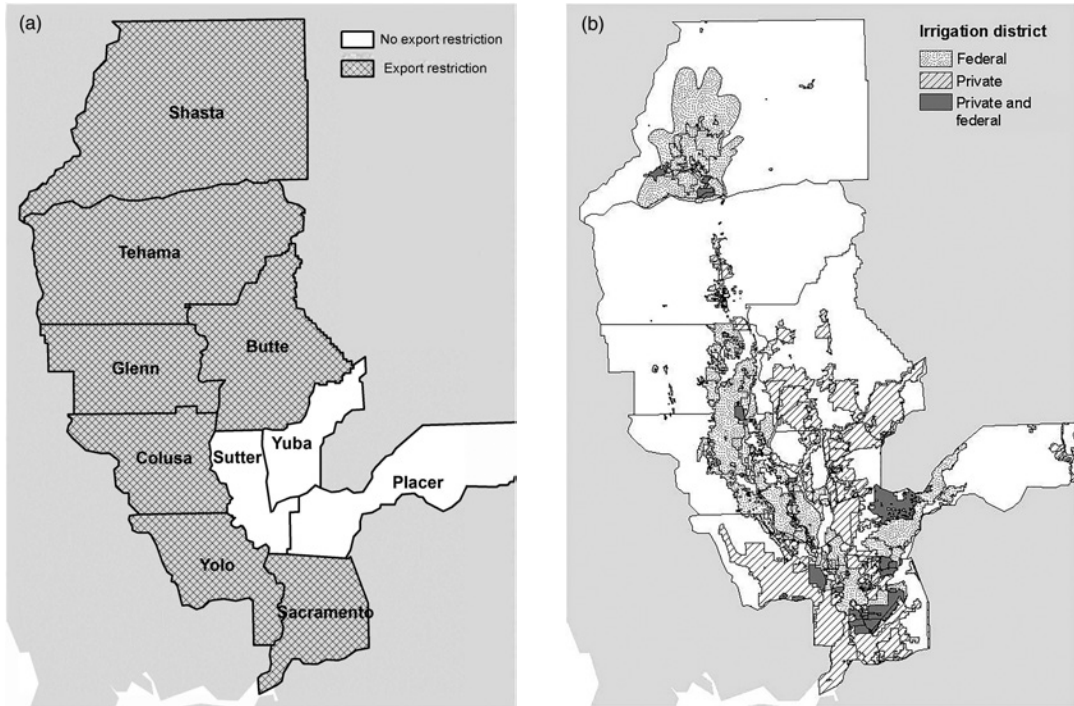 (a)
No export restriction
Export restriction
Shasta
Tehama
Butte
Glenn
Yuba
Colusa
Sutter
Placer
Yolo
Sacramento
(b)
Irrigation district
Federal
Private
Private and
federal